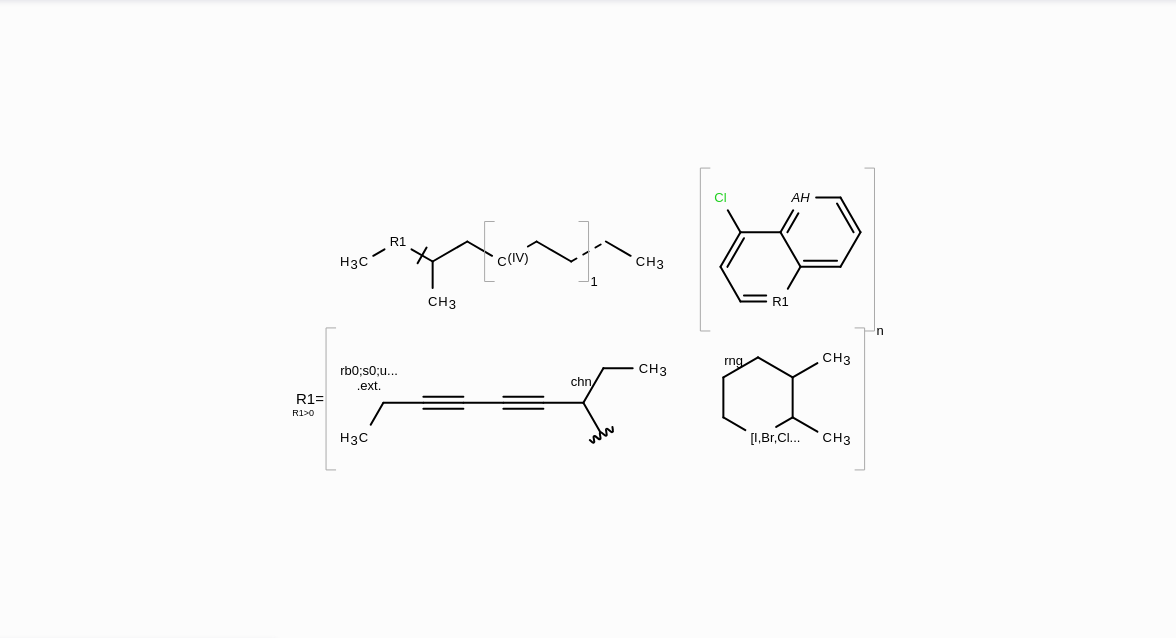 Cl
AH
H3C
R1
C(IV)
CH3
1
CH3
R1
n
rb0;s0;u...
.ext.
chn
CH3
rng
CH3
R1=
R1>0
H3C
[I,Br,Cl...
CH3